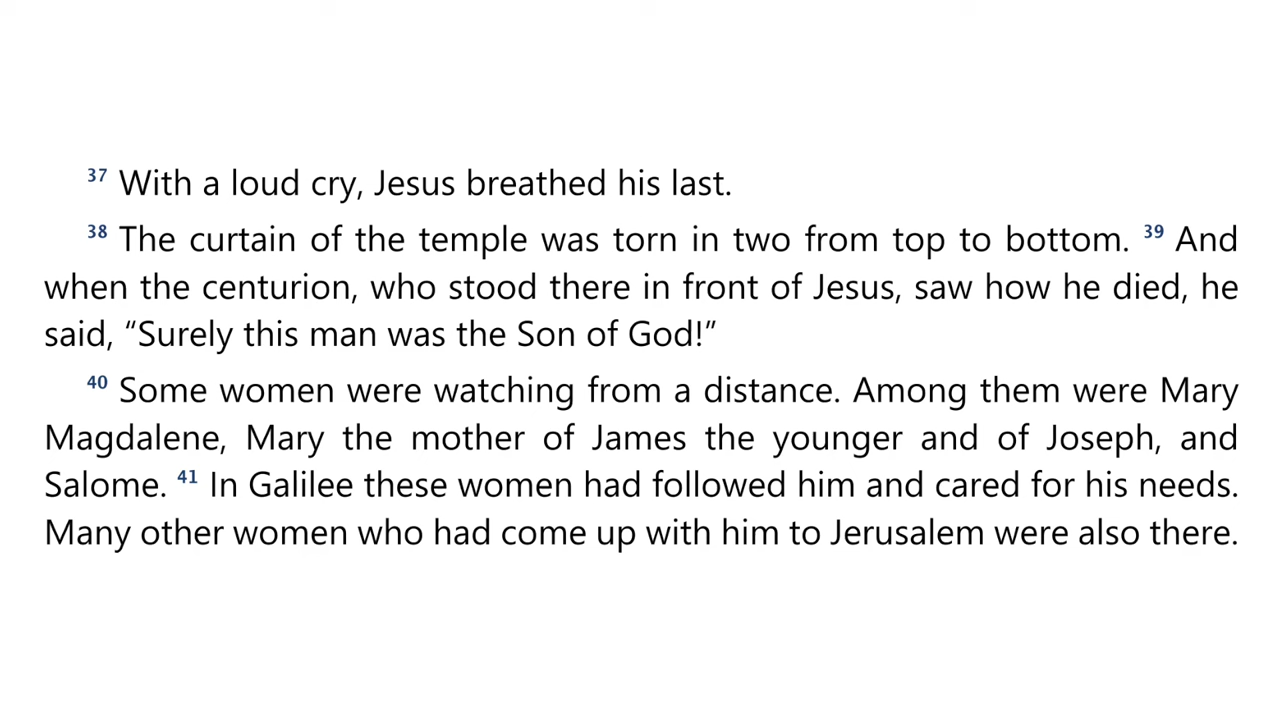 37 With a loud cry, Jesus breathed his last.
38 The curtain of the temple was torn in two from top to bottom. 39 And
when the centurion, who stood there in front of Jesus, saw how he died, he
said, “Surely this man was the Son of God!”
40 Some women were watching from a distance. Among them were Mary
Magdalene, Mary the mother of James the younger and of Joseph, and
Salome. 41 In Galilee these women had followed him and cared for his needs.
Many other women who had come up with him to Jerusalem were also there.